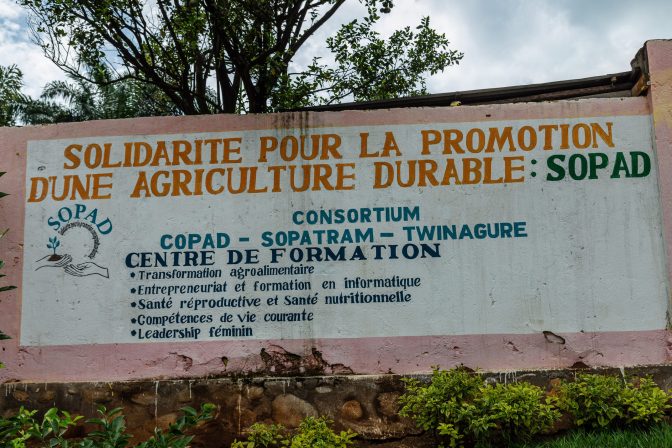 SOLIDARITE POUR LA PROMOTION
D'UNE AGRICULTURE DURABLE: SOPAD
SOPAD
CONSORTIUM
COPAD - SOPATRAM - TWINAGURE
CENTRE DE FORMATION
• Transformation agroalimentaire
• Entrepreneuriat et formation en informatique
• Santé réproductive et Santé nutritionnelle
• Compétences de vie courante
• Leadership féminin